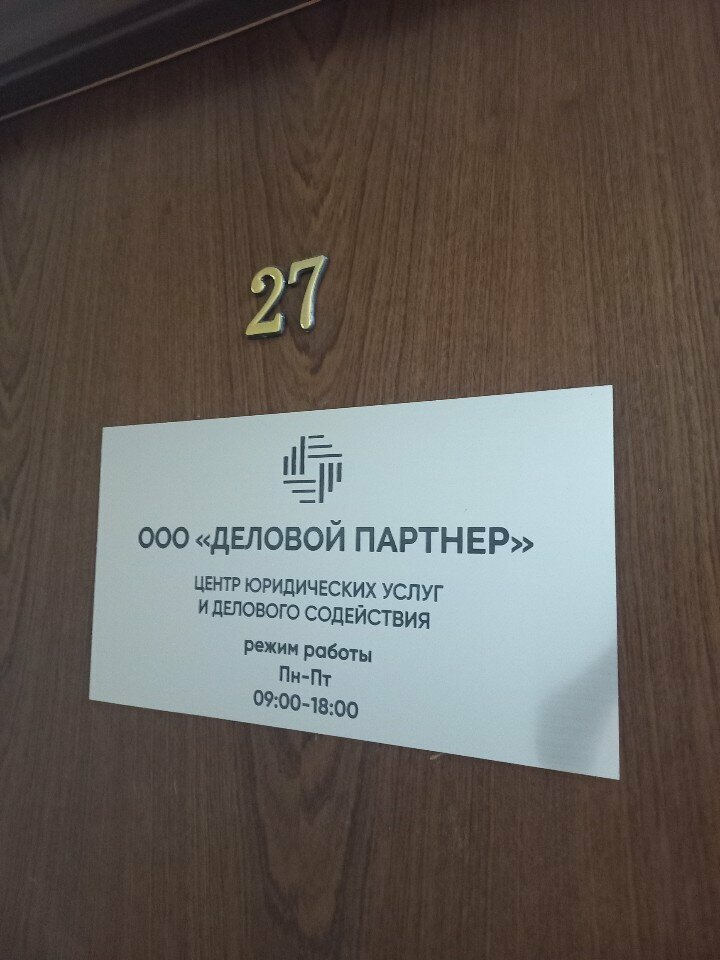 27
ООО «ДЕЛОВОЙ ПАРТНЕР»
ЦЕНТР ЮРИДИЧЕСКИХ УСЛУГ
И ДЕЛОВОГО СОДЕЙСТВИЯ
режим работы
Пн-Пт
09:00-18:00